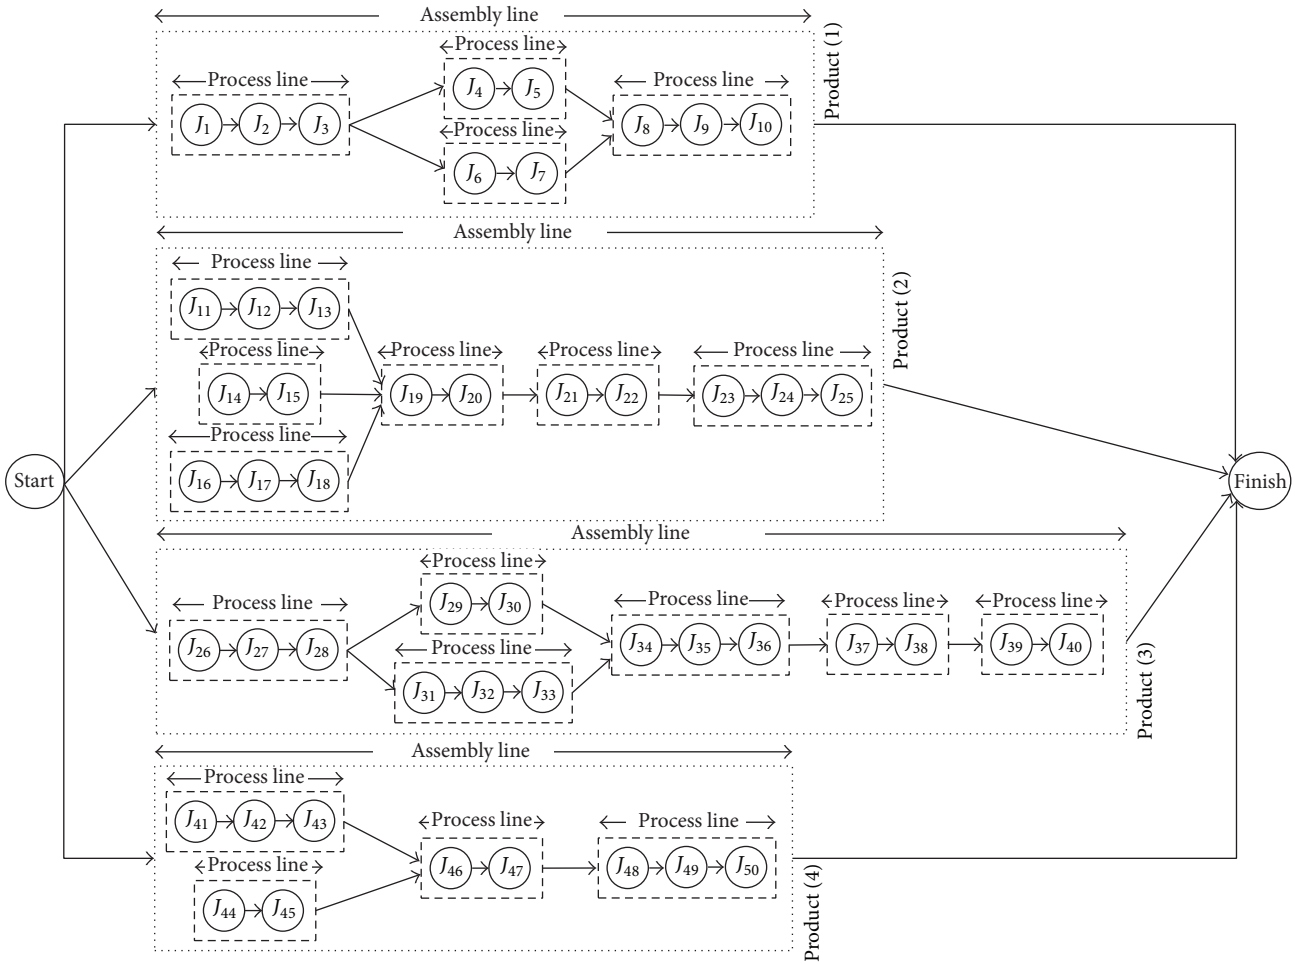 Assembly line
Product (1)
Process line
Process line
Process line
Process line
J4 J5
J1 J2 J3
J8 J9 J10
J6 J7
Assembly line
Product (2)
Process line
J11 J12 J13
Process line
Process line
Process line
Process line
J14 J15
J19 J20
J21 J22
J23 J24 J25
Process line
J16 J17 J18
Start
Finish
Assembly line
Product (3)
Process line
Process line
J29 J30
Process line
Process line
Process line
Process line
J26 J27 J28
J34 J35 J36
J37 J38
J39 J40
J31 J32 J33
Assembly line
Product (4)
Process line
J41 J42 J43
Process line
Process line
Process line
J46 J47
J48 J49 J50
J44 J45